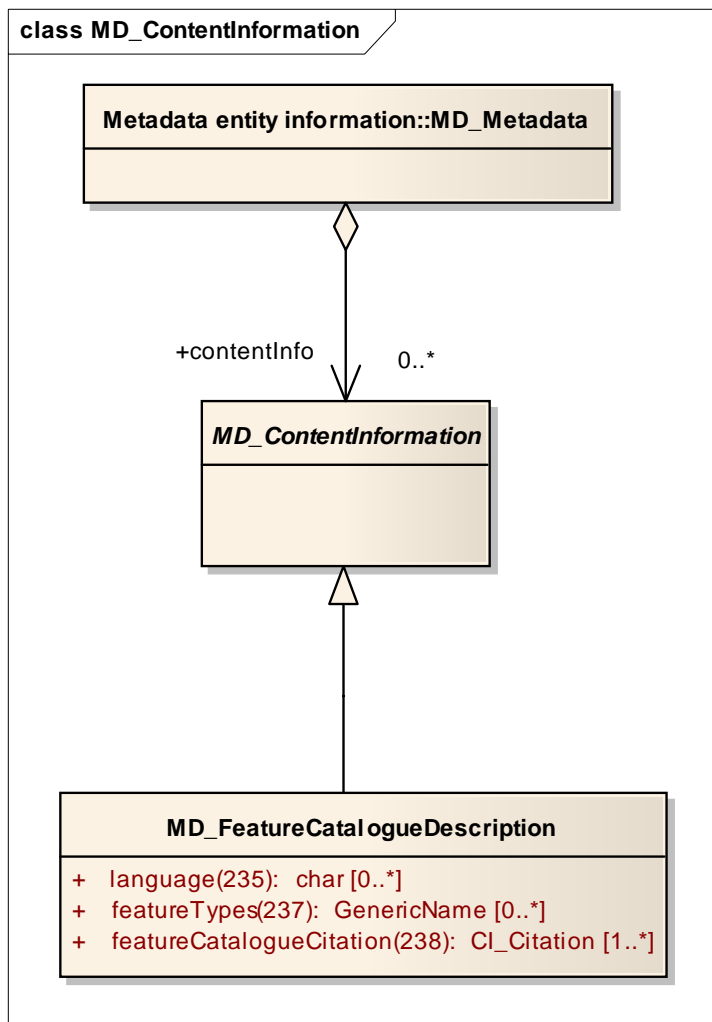 class MD_ContentInformation
Metadata entity information::MD_Metadata
+contentInfo 0..*
MD_ContentInformation
MD_FeatureCatalogueDescription
+ language(235): char [0..*]
+ featureTypes(237): GenericName [0..*]
+ featureCatalogueCitation(238): CI_Citation [1..*]